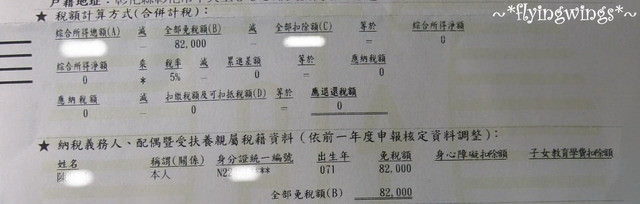 ~*flyingwings*~
★ 稅額計算方式(合併計稅):
綜合所得總額(A) 減 全部免稅額(B) 減 全部扣除額(C) 等於 綜合所得淨額
- 82,000 - = 0
綜合所得淨額 乘 稅率 減 累進差額 等於 應納稅額
0 * 5% - 0 = 0
應納稅額 減 扣繳稅額及可扣抵稅額(D) 等於 應退還稅額
0 - 0 = 0
★ 納稅義務人、配偶暨受扶養親屬稅籍資料(依前一年度申報核定資料調整):
姓名 稱謂(關係) 身分證統一編號 出生年 免稅額 身心障礙扣除額 子女教育學費扣除額
本人 N22 ** 071 82,000
全部免稅額(B) 82,000